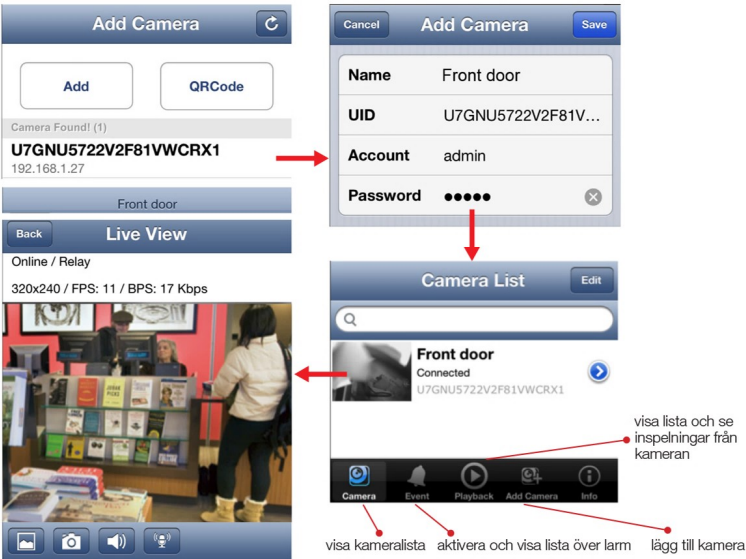 Add Camera
Add
QRCode
Camera Found! (1)
U7GNU5722V2F81VWCRX1
192.168.1.27
Cancel
Add Camera
Save
Name Front door
UID U7GNU5722V2F81V...
Account admin
Password ●●●●●
Front door
Back
Live View
Online / Relay
320x240 / FPS: 11 / BPS: 17 Kbps
Camera List
Edit
Front door
Connected
U7GNU5722V2F81VWCRX1
Camera
Event
Playback
Add Camera
Info
visa lista och se
inspelningar från
kameran
visa kameralista
aktivera och visa lista över larm
lägg till kamera